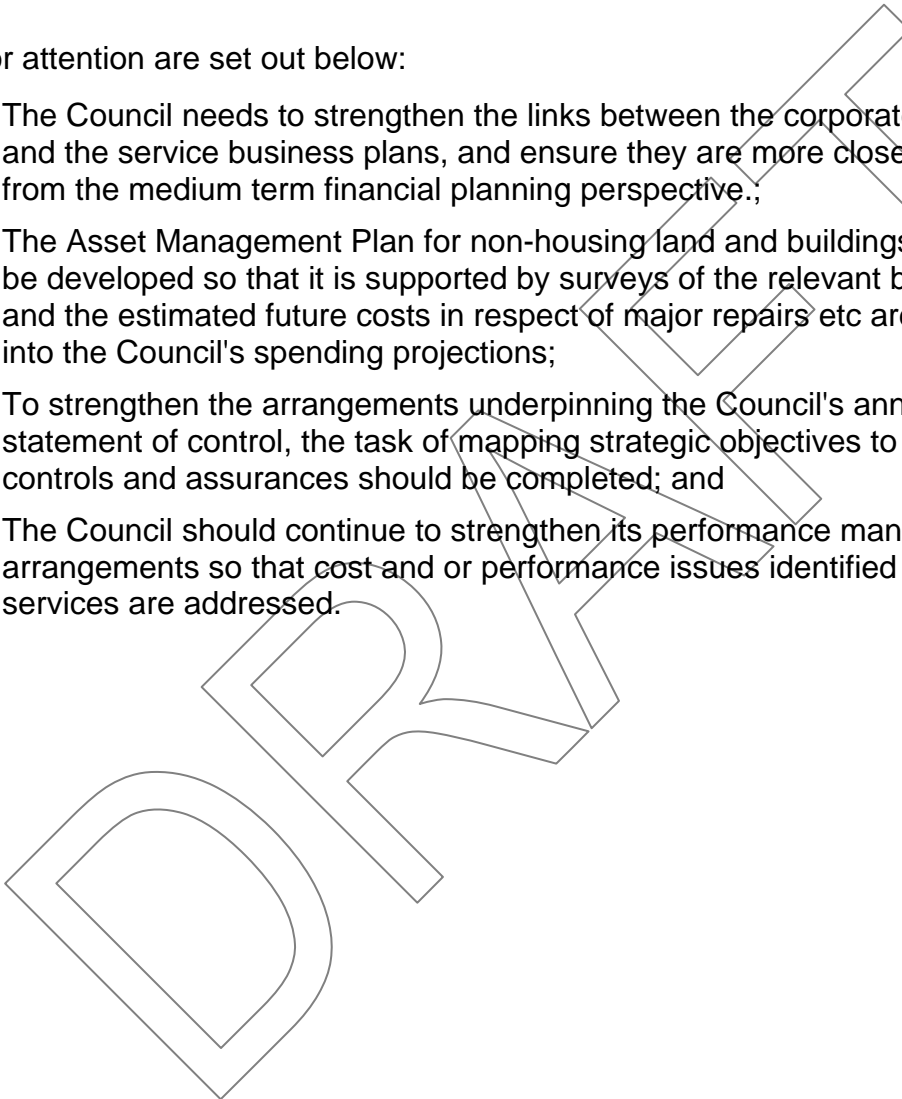 r attention are set out below:
The Council needs to strengthen the links between the corporat
and the service business plans, and ensure they are more close
from the medium term financial planning perspective.;
The Asset Management Plan for non-housing land and buildings
be developed so that it is supported by surveys of the relevant b
and the estimated future costs in respect of major repairs etc are
into the Council's spending projections;
To strengthen the arrangements underpinning the Council's ann
statement of control, the task of mapping strategic objectives to
controls and assurances should be completed; and
The Council should continue to strengthen its performance man
arrangements so that cost and or performance issues identified
services are addressed.
DRAFT